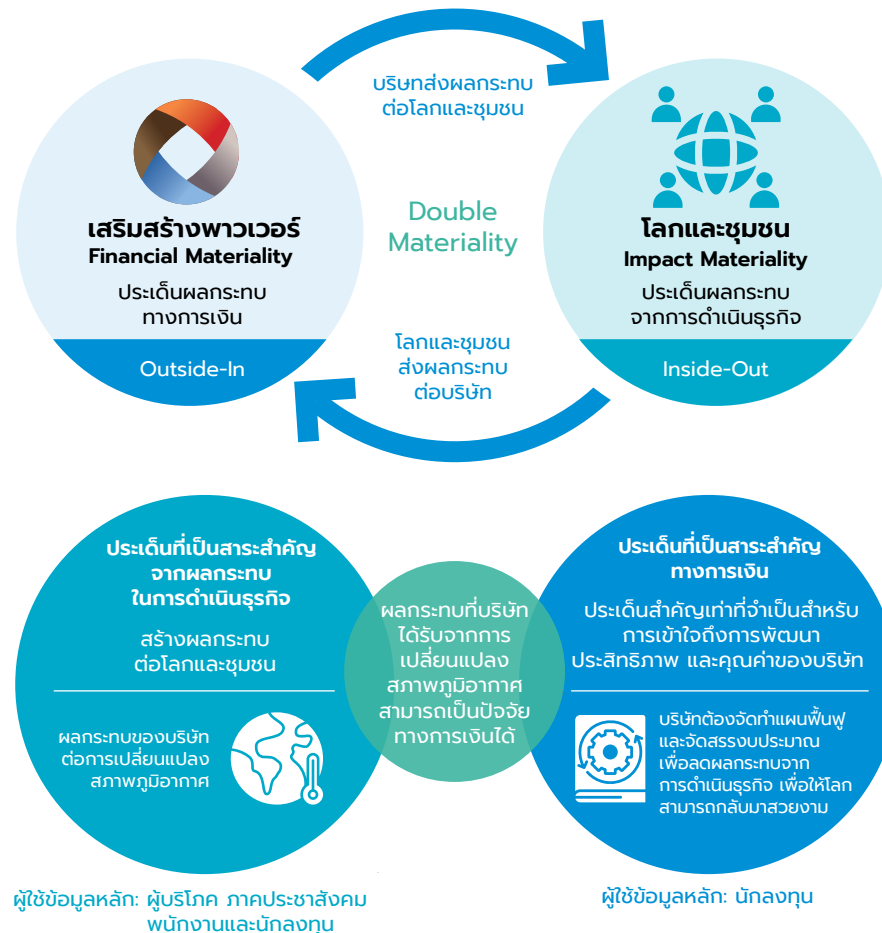 บริษัทส่งผลกระทบ
ต่อโลกและชุมชน
เสริมสร้างพาวเวอร์
Financial Materiality
ประเด็นผลกระทบ
ทางการเงิน
Outside-In
Double
Materiality
โลกและชุมชน
Impact Materiality
ประเด็นผลกระทบ
จากการดำเนินธุรกิจ
Inside-Out
โลกและชุมชน
ส่งผลกระทบ
ต่อบริษัท
ประเด็นที่เป็นสาระสำคัญ
จากผลกระทบ
ในการดำเนินธุรกิจ
สร้างผลกระทบ
ต่อโลกและชุมชน
ผลกระทบของบริษัท
ต่อการเปลี่ยนแปลง
สภาพภูมิอากาศ
ผลกระทบที่บริษัท
ได้รับจากการ
เปลี่ยนแปลง
สภาพภูมิอากาศ
สามารถเป็นปัจจัย
ทางการเงินได้
ประเด็นที่เป็นสาระสำคัญ
ทางการเงิน
ประเด็นสำคัญเท่าที่จำเป็นสำหรับ
การเข้าใจถึงการพัฒนา
ประสิทธิภาพ และคุณค่าของบริษัท
บริษัทต้องจัดทำแผนฟื้นฟู
และจัดสรรงบประมาณ
เพื่อลดผลกระทบจาก
การดำเนินธุรกิจ เพื่อให้โลก
สามารถกลับมาสวยงาม
ผู้ใช้ข้อมูลหลัก: ผู้บริโภค ภาคประชาสังคม
พนักงานและนักลงทุน
ผู้ใช้ข้อมูลหลัก: นักลงทุน